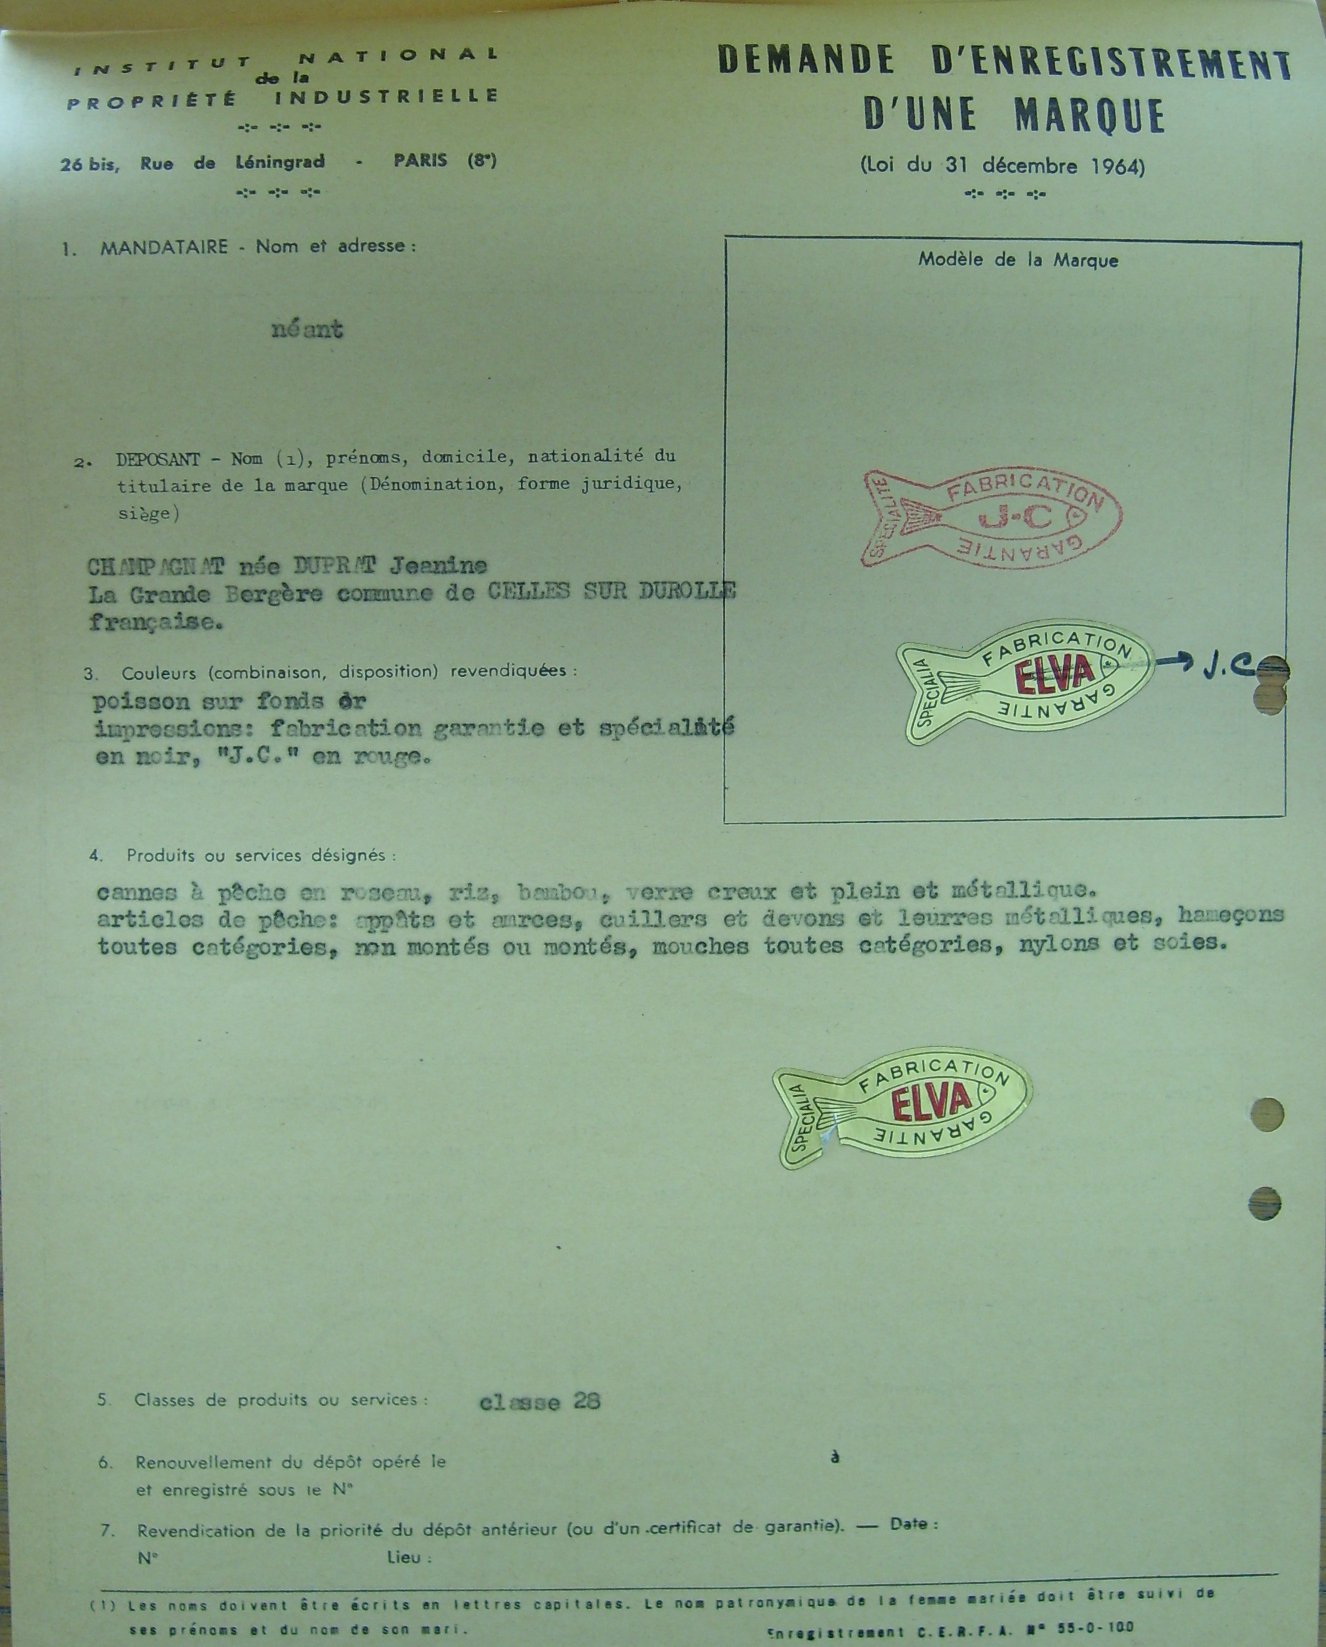 INSTITUT NATIONAL
de la
PROPRIÉTÉ INDUSTRIELLE
-:- -:- -:-
26 bis, Rue de Léningrad - PARIS (8e)
-:- -:- -:-
DEMANDE D'ENREGISTREMENT
D'UNE MARQUE
(Loi du 31 décembre 1964)
-:- -:- -:-
1. MANDATAIRE - Nom et adresse :
néant
2. DEPOSANT - Nom (1), prénoms, domicile, nationalité du
titulaire de la marque (Dénomination, forme juridique,
siège)
CHAMPAGNAT née DUPRAT Jeanine
La Grande Bergère commune de CELLES SUR DUROLLE
française.
3. Couleurs (combinaison, disposition) revendiquées :
poisson sur fonds or
impressions: fabrication garantie et spécialité
en noir, "J.C." en rouge.
Modèle de la Marque
SPECIALITE
FABRICATION
J-C
GARANTIE
SPECIALIA
FABRICATION
ELVA
GARANTIE
→ J.C
4. Produits ou services désignés :
cannes à pêche en roseau, riz, bambou, verre creux et plein et métallique.
articles de pêche: appâts et amrces, cuillers et devons et leurres métalliques, hameçons
toutes catégories, non montés ou montés, mouches toutes catégories, nylons et soies.
SPECIALIA
FABRICATION
ELVA
GARANTIE
5. Classes de produits ou services : classe 28
6. Renouvellement du dépôt opéré le à
et enregistré sous le N°
7. Revendication de la priorité du dépôt antérieur (ou d'un certificat de garantie). — Date :
N° Lieu :
(1) Les noms doivent être écrits en lettres capitales. Le nom patronymique de la femme mariée doit être suivi de
ses prénoms et du nom de son mari.
Enregistrement C.E.R.F.A. N° 55-0-100